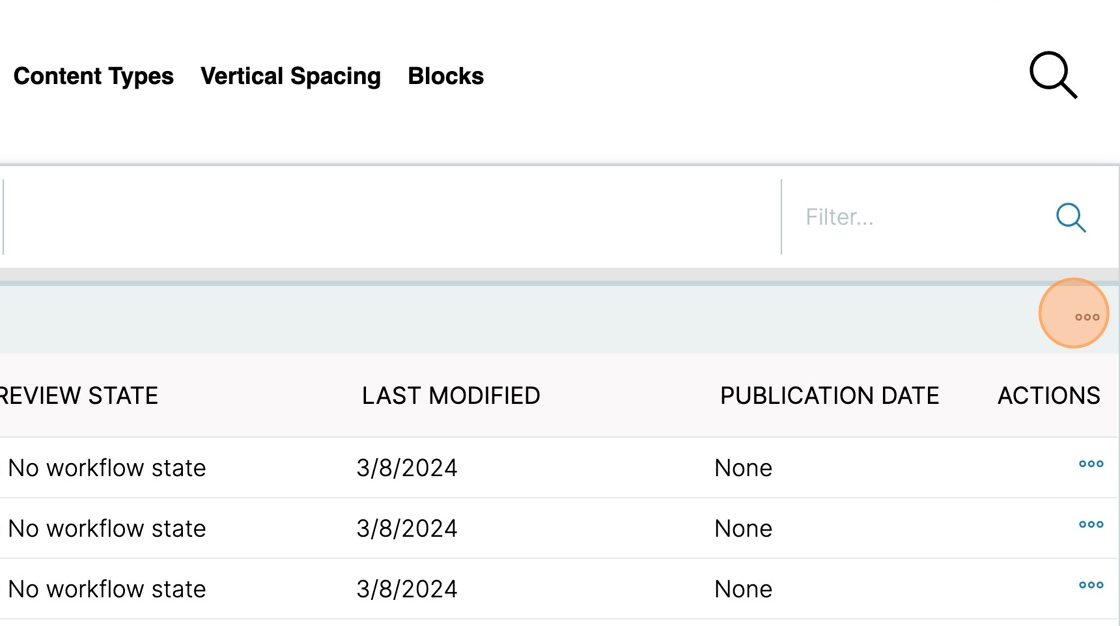 Content Types Vertical Spacing Blocks
Filter...
REVIEW STATE LAST MODIFIED PUBLICATION DATE ACTIONS
No workflow state 3/8/2024 None
No workflow state 3/8/2024 None
No workflow state 3/8/2024 None